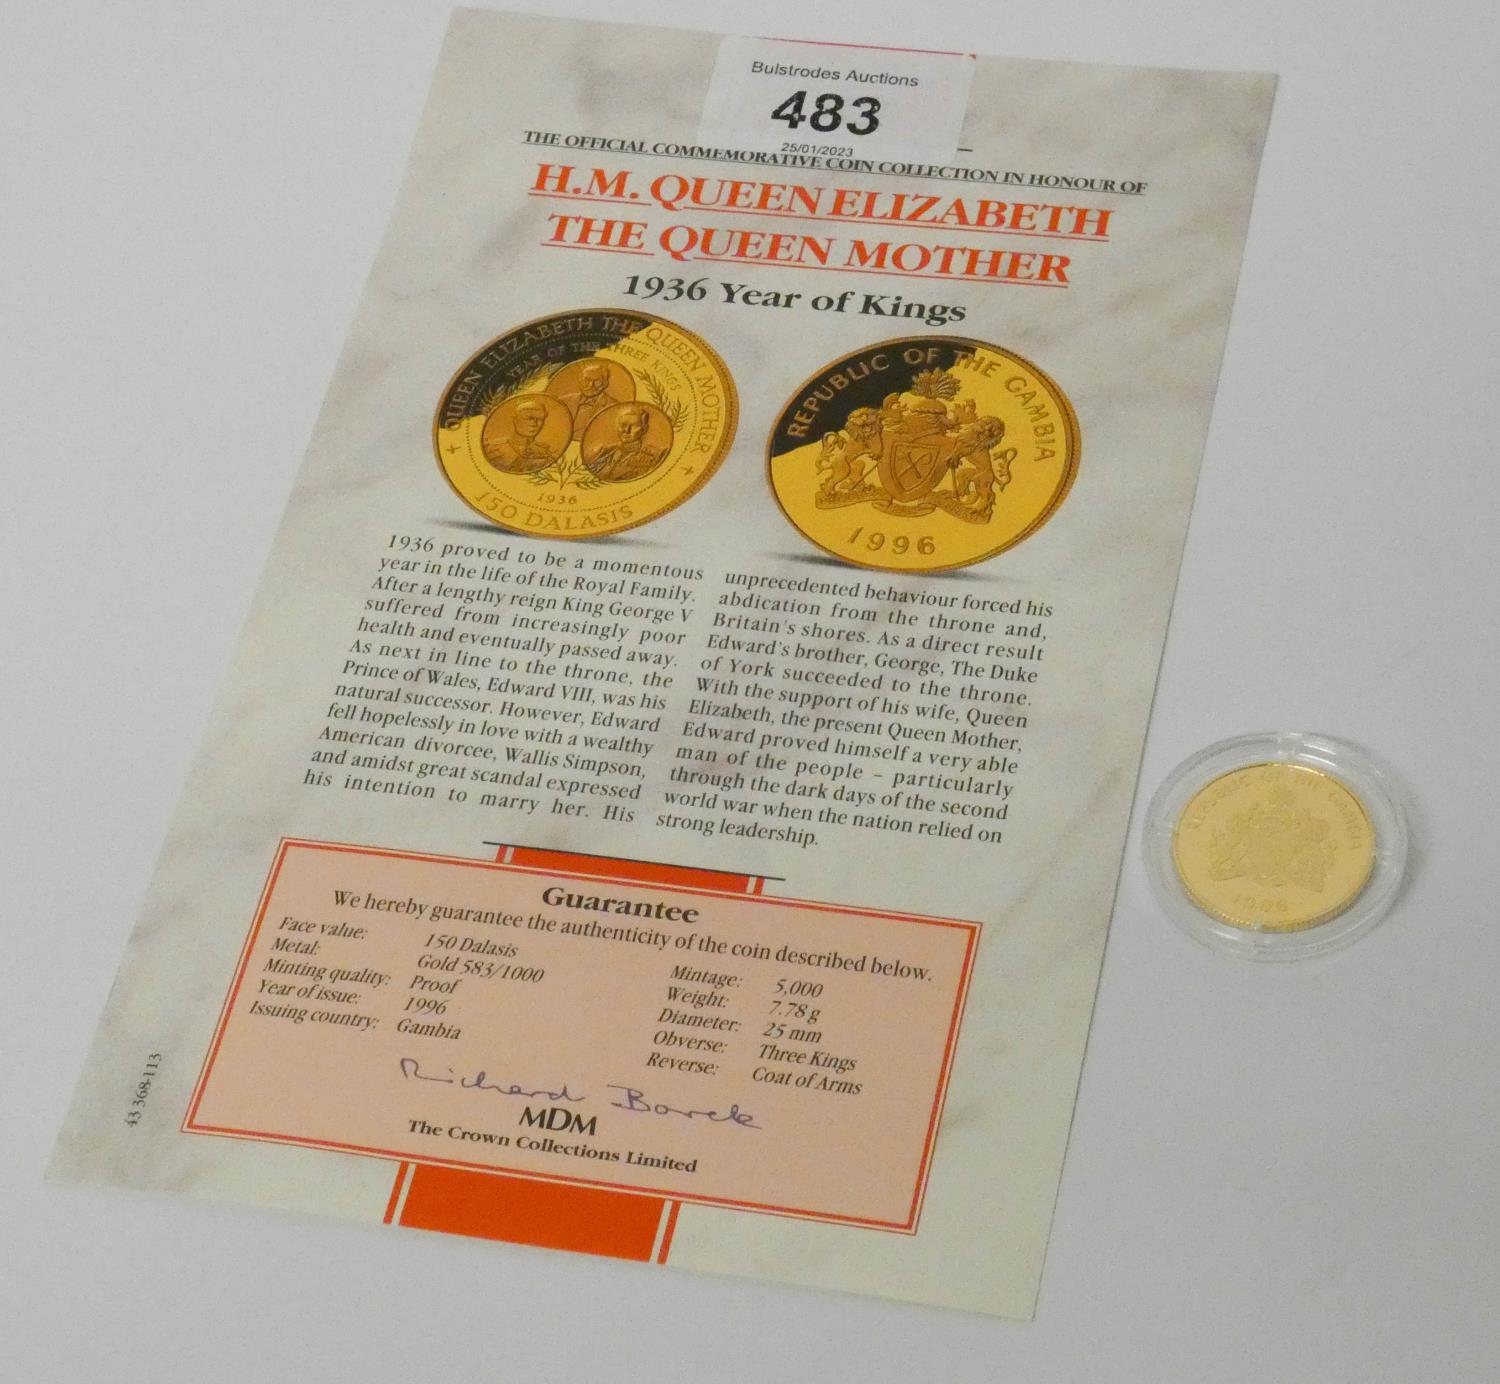 Bulstrodes Auctions
483
25/01/2023
THE OFFICIAL COMMEMORATIVE COIN COLLECTION IN HONOUR OF
H.M. QUEEN ELIZABETH
THE QUEEN MOTHER
1936 Year of Kings
+ QUEEN ELIZABETH THE QUEEN MOTHER +
YEAR OF THE THREE KINGS
1936
150 DALASIS
REPUBLIC OF THE GAMBIA
1996
1936 proved to be a momentous
year in the life of the Royal Family.
After a lengthy reign King George V
suffered from increasingly poor
health and eventually passed away.
As next in line to the throne, the
Prince of Wales, Edward VIII, was his
natural successor. However, Edward
fell hopelessly in love with a wealthy
American divorcee, Wallis Simpson,
and amidst great scandal expressed
his intention to marry her. His
unprecedented behaviour forced his
abdication from the throne and,
Britain's shores. As a direct result
Edward's brother, George, The Duke
of York succeeded to the throne.
With the support of his wife, Queen
Elizabeth, the present Queen Mother,
Edward proved himself a very able
man of the people – particularly
through the dark days of the second
world war when the nation relied on
strong leadership.
Guarantee
We hereby guarantee the authenticity of the coin described below.
Face value: 150 Dalasis
Metal: Gold 583/1000
Minting quality: Proof
Year of issue: 1996
Issuing country: Gambia
Mintage: 5,000
Weight: 7.78 g
Diameter: 25 mm
Obverse: Three Kings
Reverse: Coat of Arms
Richard Borek
MDM
The Crown Collections Limited
43 368-113
REPUBLIC OF THE GAMBIA
1996